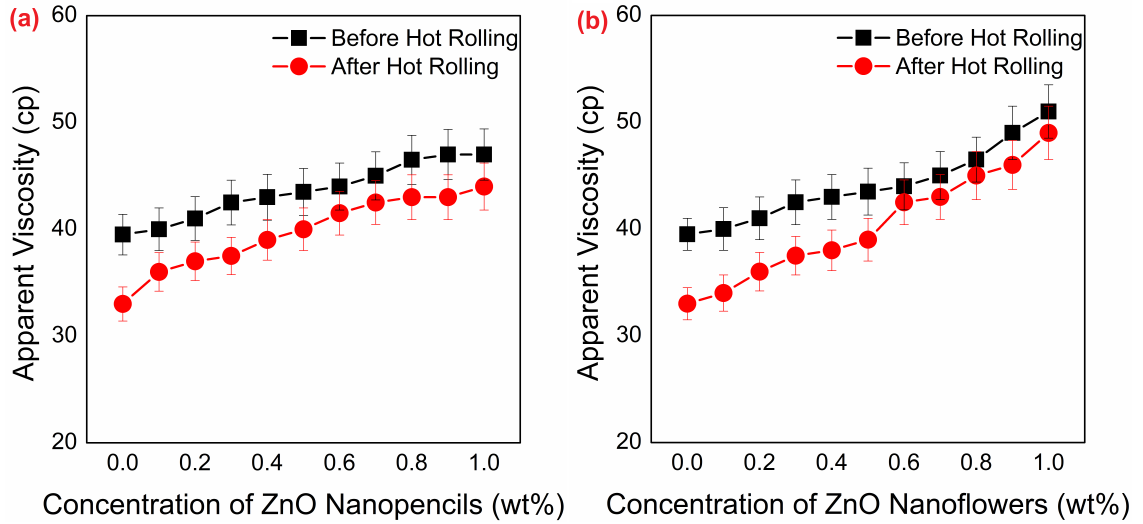 (a)
60
50
40
30
20
Apparent Viscosity (cp)
Before Hot Rolling
After Hot Rolling
0.0 0.2 0.4 0.6 0.8 1.0
Concentration of ZnO Nanopencils (wt%)
(b)
60
50
40
30
20
Apparent Viscosity (cp)
Before Hot Rolling
After Hot Rolling
0.0 0.2 0.4 0.6 0.8 1.0
Concentration of ZnO Nanoflowers (wt%)